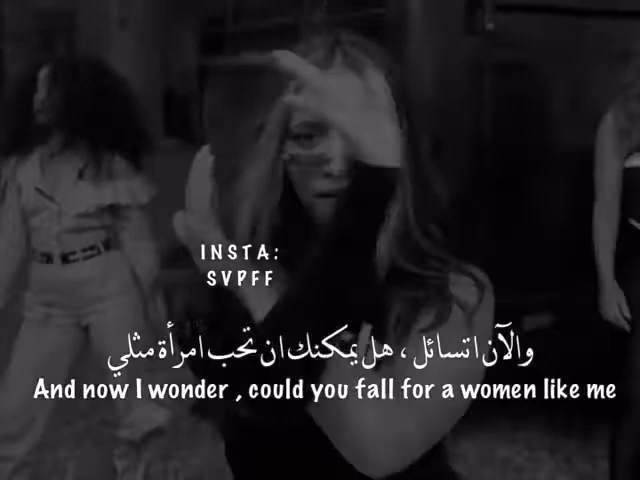 INSTA:
SVPFF
والآن اتسائل ، هل يمكنك ان تحب امرأة مثلي
And now I wonder , could you fall for a women like me